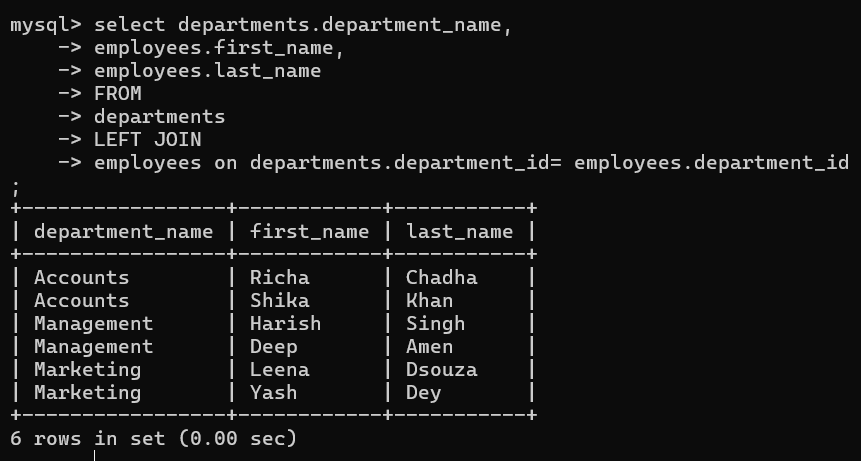 mysql> select departments.department_name,
    -> employees.first_name,
    -> employees.last_name
    -> FROM
    -> departments
    -> LEFT JOIN
    -> employees on departments.department_id= employees.department_id
;
+-----------------+------------+-----------+
| department_name | first_name | last_name |
+-----------------+------------+-----------+
| Accounts        | Richa      | Chadha    |
| Accounts        | Shika      | Khan      |
| Management      | Harish     | Singh     |
| Management      | Deep       | Amen      |
| Marketing       | Leena      | Dsouza    |
| Marketing       | Yash       | Dey       |
+-----------------+------------+-----------+
6 rows in set (0.00 sec)